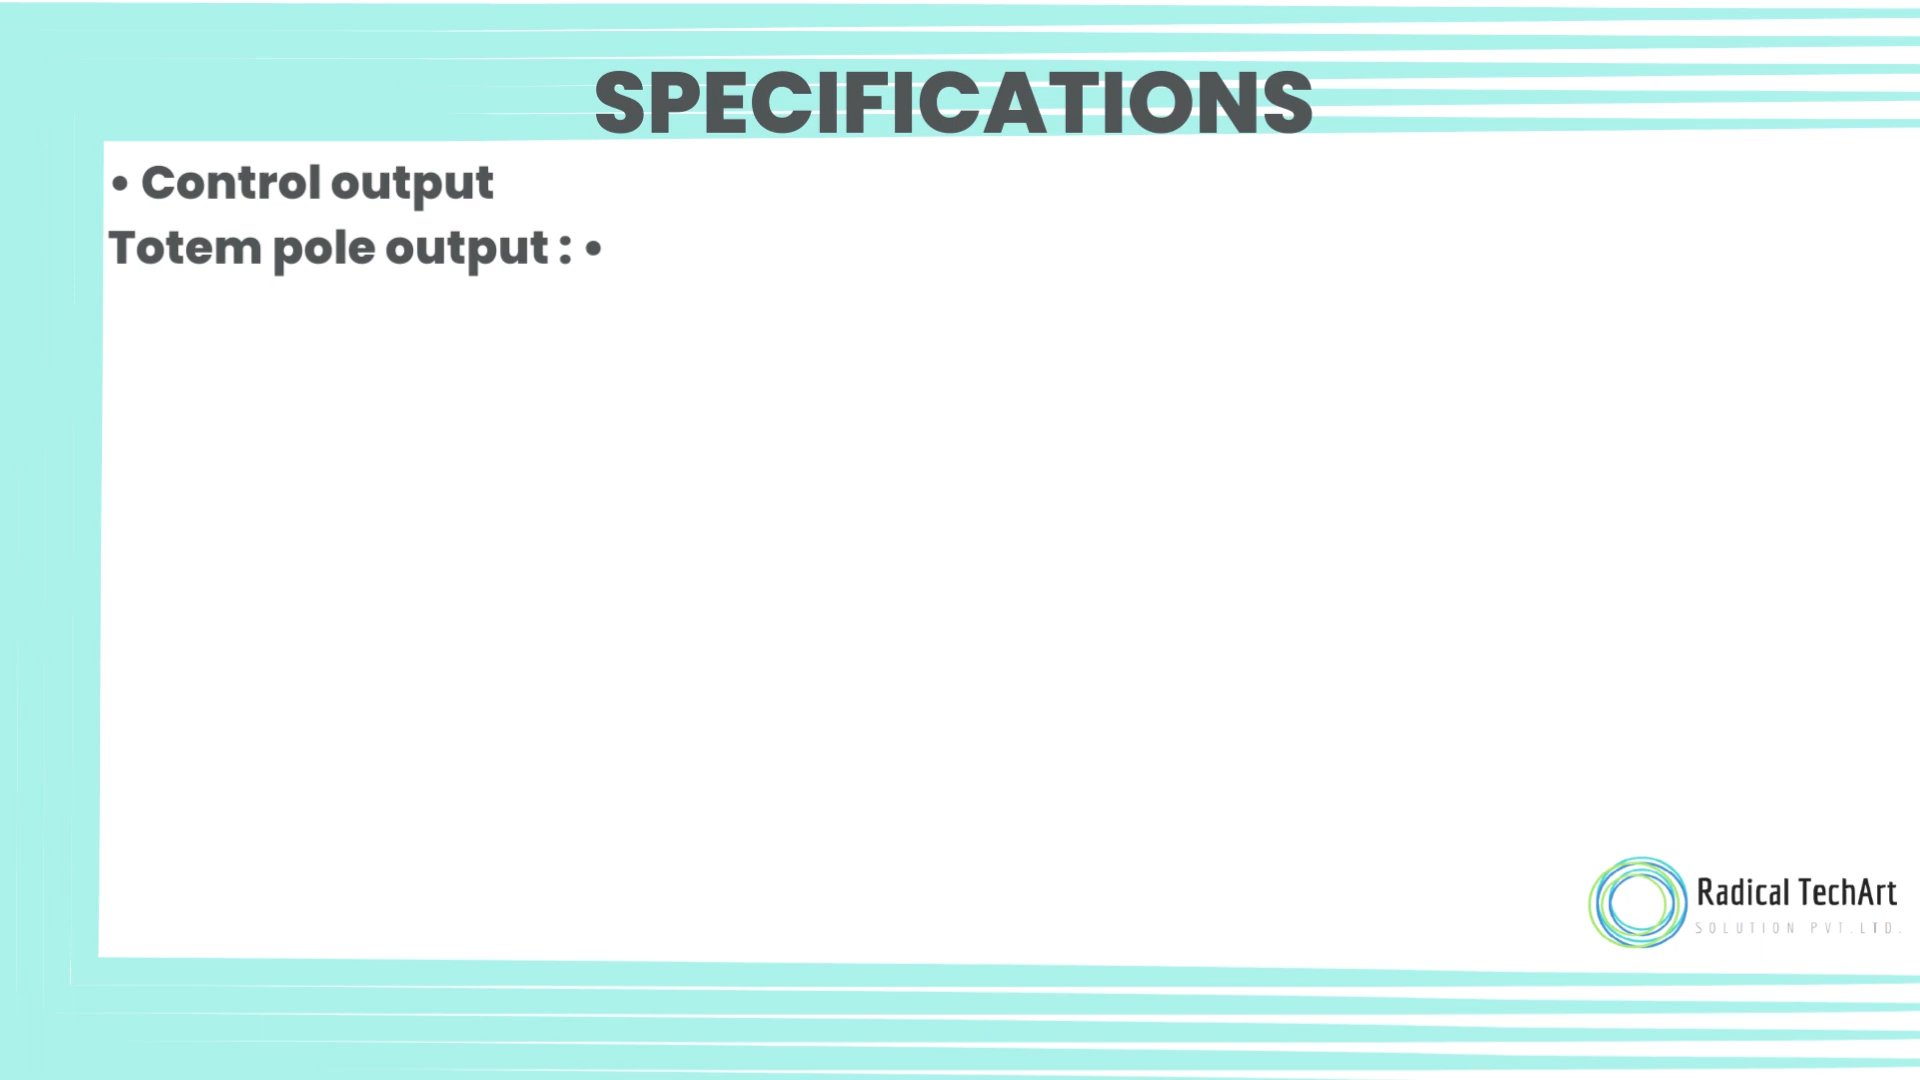 SPECIFICATIONS
• Control output
Totem pole output : •
Radical TechArt
SOLUTION PVT.LTD.